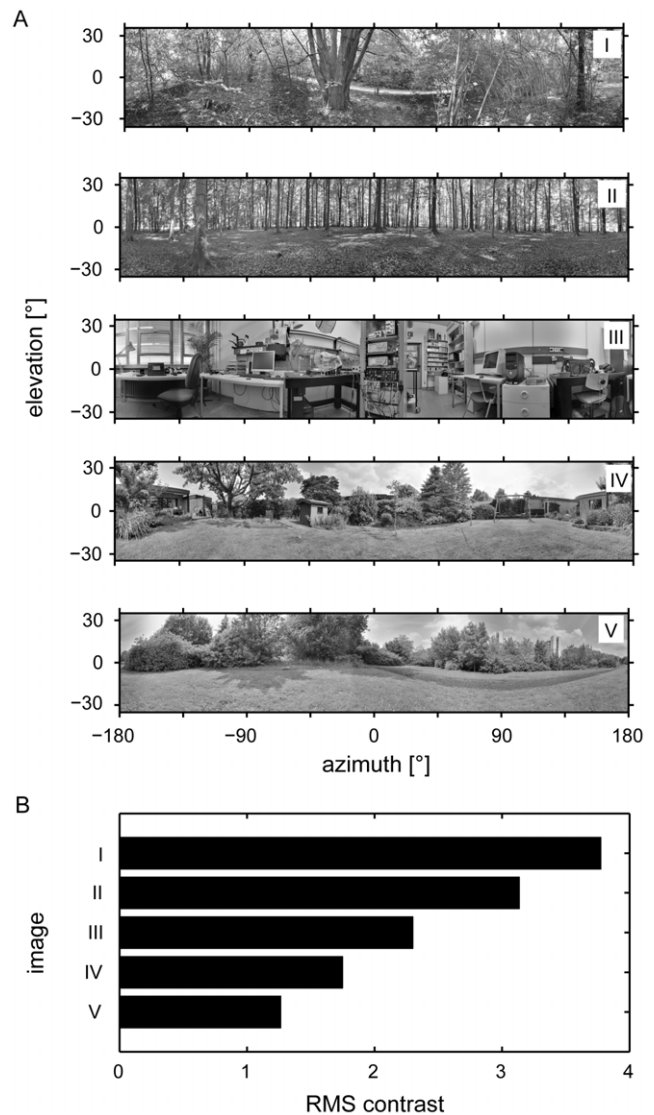 A
elevation [°]
30
0
−30
I
30
0
−30
II
30
0
−30
III
30
0
−30
IV
30
0
−30
V
−180 −90 0 90 180
azimuth [°]
B
image
I
II
III
IV
V
0 1 2 3 4
RMS contrast